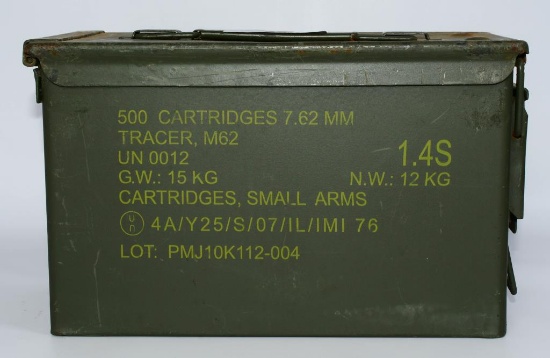 500 CARTRIDGES 7.62 MM
TRACER, M62
UN 0012
1.4S
G.W.: 15 KG N.W.: 12 KG
CARTRIDGES, SMALL ARMS
un 4A/Y25/S/07/IL/IMI 76
LOT: PMJ10K112-004